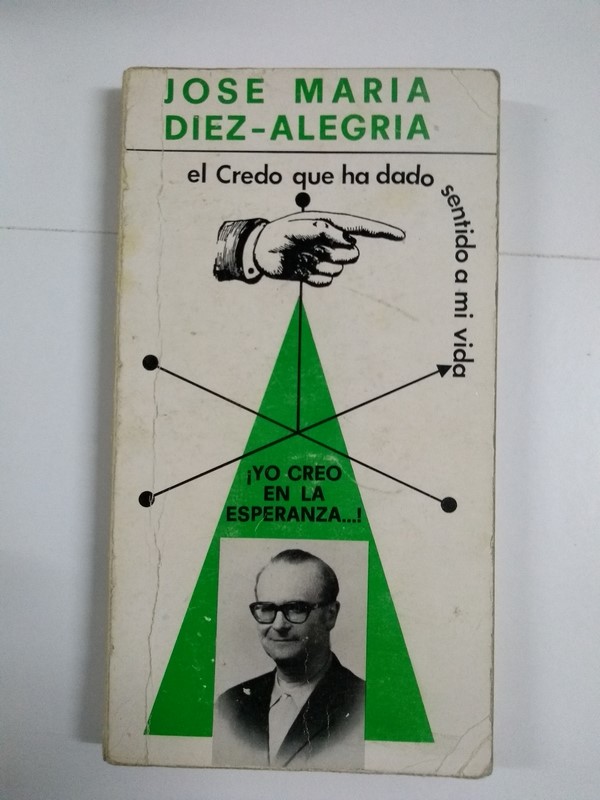 JOSE MARIA
DIEZ-ALEGRIA
el Credo que ha dado sentido a mi vida
¡YO CREO
EN LA
ESPERANZA...!